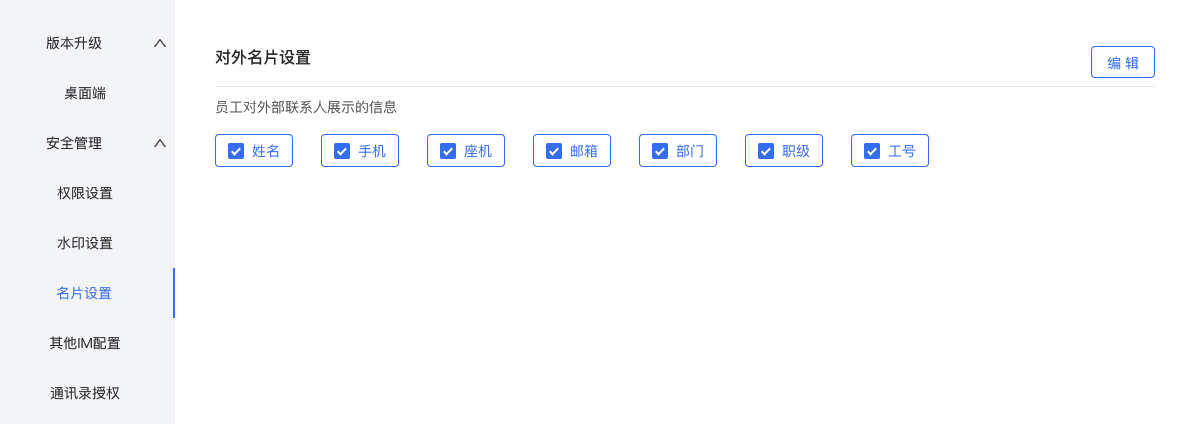 版本升级
桌面端
安全管理
权限设置
水印设置
名片设置
其他IM配置
通讯录授权
对外名片设置
编 辑
员工对外部联系人展示的信息
姓名 手机 座机 邮箱 部门 职级 工号